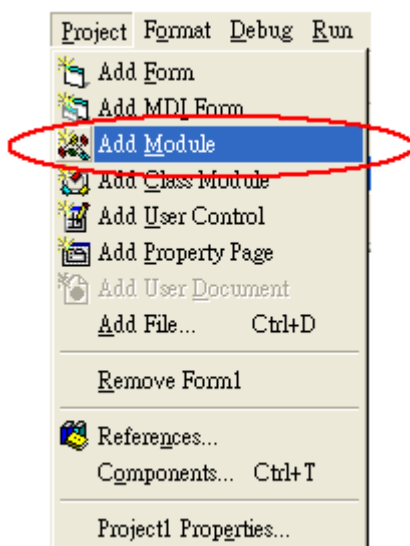 Project Format Debug Run
Add Form
Add MDI Form
Add Module
Add Class Module
Add User Control
Add Property Page
Add User Document
Add File... Ctrl+D
Remove Form1
References...
Components... Ctrl+T
Project1 Properties...